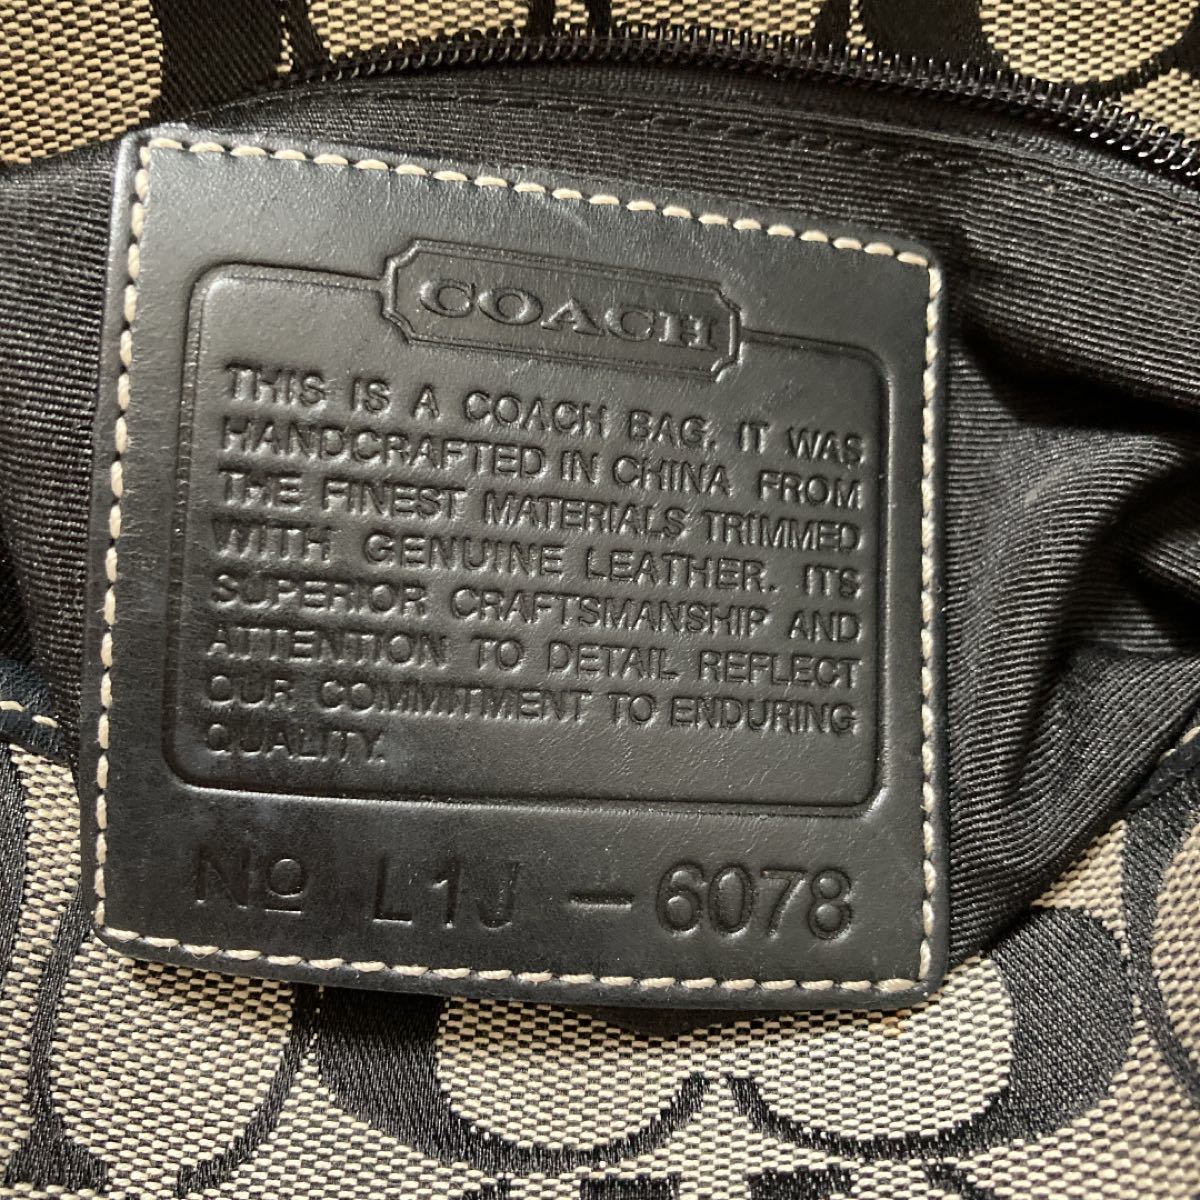 COACH
THIS IS A COACH BAG. IT WAS
HANDCRAFTED IN CHINA FROM
THE FINEST MATERIALS TRIMMED
WITH GENUINE LEATHER. ITS
SUPERIOR CRAFTSMANSHIP AND
ATTENTION TO DETAIL REFLECT
OUR COMMITMENT TO ENDURING
QUALITY.
Nº L1J - 6078